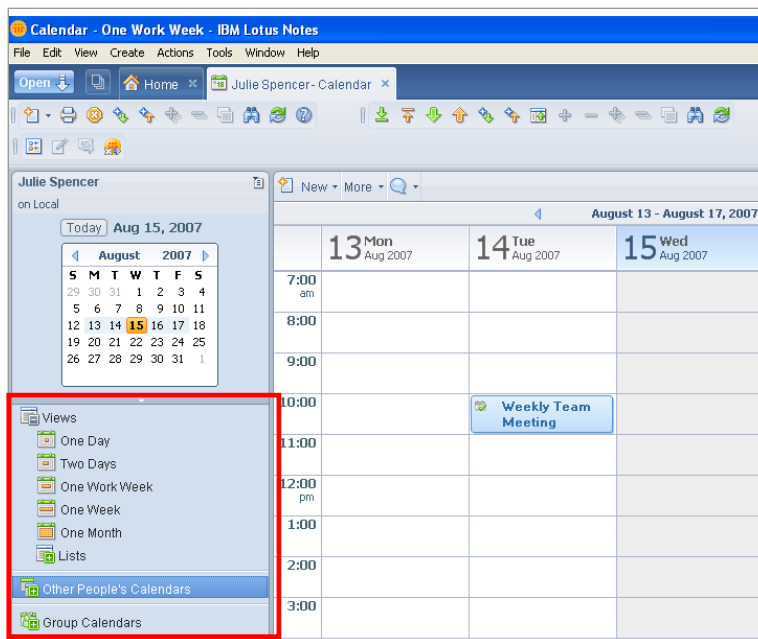 Calendar - One Work Week - IBM Lotus Notes
File Edit View Create Actions Tools Window Help
Open Home Julie Spencer- Calendar
Julie Spencer
on Local
New More
Today Aug 15, 2007
August 13 - August 17, 2007
August 2007
13 Mon Aug 2007
14 Tue Aug 2007
15 Wed Aug 2007
S M T W T F S
29 30 31 1 2 3 4
5 6 7 8 9 10 11
12 13 14 15 16 17 18
19 20 21 22 23 24 25
26 27 28 29 30 31 1
7:00 am
8:00
9:00
10:00
Weekly Team
Meeting
11:00
12:00 pm
1:00
2:00
3:00
Views
One Day
Two Days
One Work Week
One Week
One Month
Lists
Other People's Calendars
Group Calendars